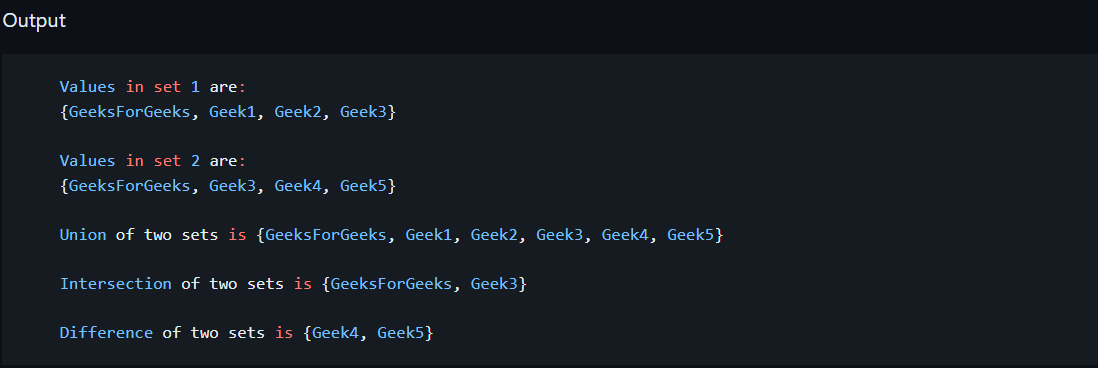 Output
Values in set 1 are:
{GeeksForGeeks, Geek1, Geek2, Geek3}
Values in set 2 are:
{GeeksForGeeks, Geek3, Geek4, Geek5}
Union of two sets is {GeeksForGeeks, Geek1, Geek2, Geek3, Geek4, Geek5}
Intersection of two sets is {GeeksForGeeks, Geek3}
Difference of two sets is {Geek4, Geek5}